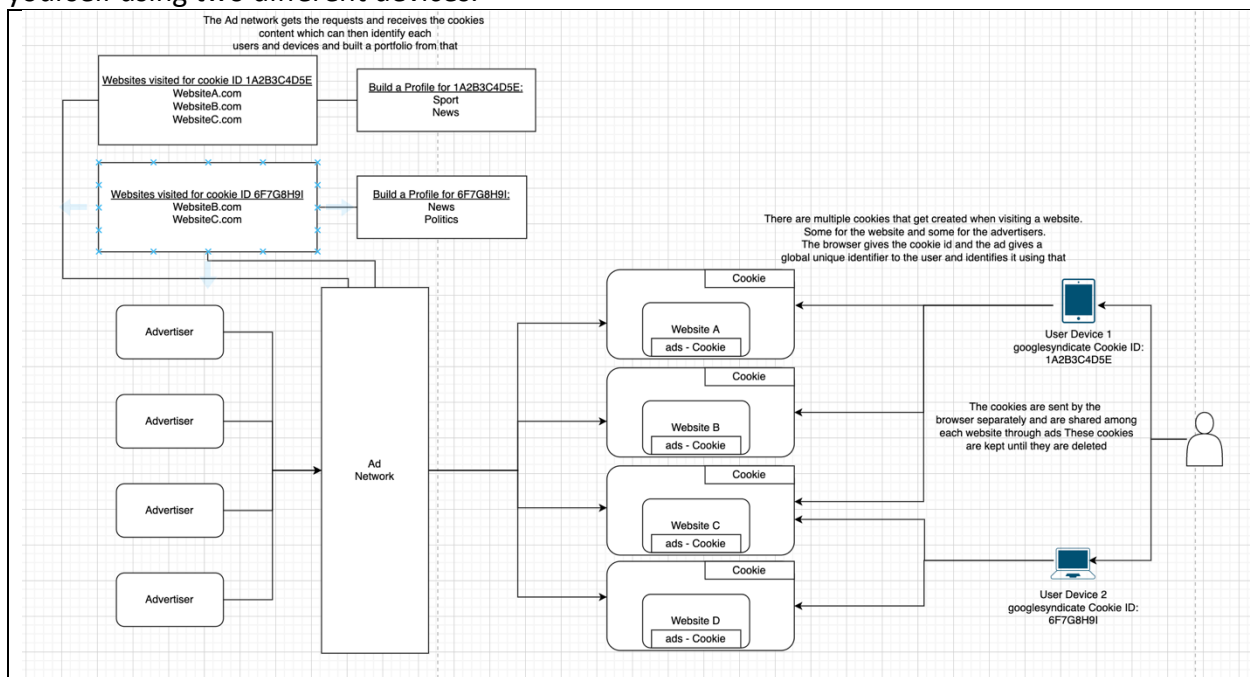 yourself using two different devices.
The Ad network gets the requests and receives the cookies
content which can then identify each
users and devices and built a portfolio from that
Websites visited for cookie ID 1A2B3C4D5E
WebsiteA.com
WebsiteB.com
WebsiteC.com
Build a Profile for 1A2B3C4D5E:
Sport
News
Websites visited for cookie ID 6F7G8H9I
WebsiteB.com
WebsiteC.com
Build a Profile for 6F7G8H9I:
News
Politics
There are multiple cookies that get created when visiting a website.
Some for the website and some for the advertisers.
The browser gives the cookie id and the ad gives a
global unique identifier to the user and identifies it using that
Advertiser
Advertiser
Advertiser
Advertiser
Ad
Network
Cookie
Website A
ads - Cookie
Cookie
Website B
ads - Cookie
Cookie
Website C
ads - Cookie
Cookie
Website D
ads - Cookie
User Device 1
googlesyndicate Cookie ID:
1A2B3C4D5E
The cookies are sent by the
browser separately and are shared among
each website through ads These cookies
are kept until they are deleted
User Device 2
googlesyndicate Cookie ID:
6F7G8H9I